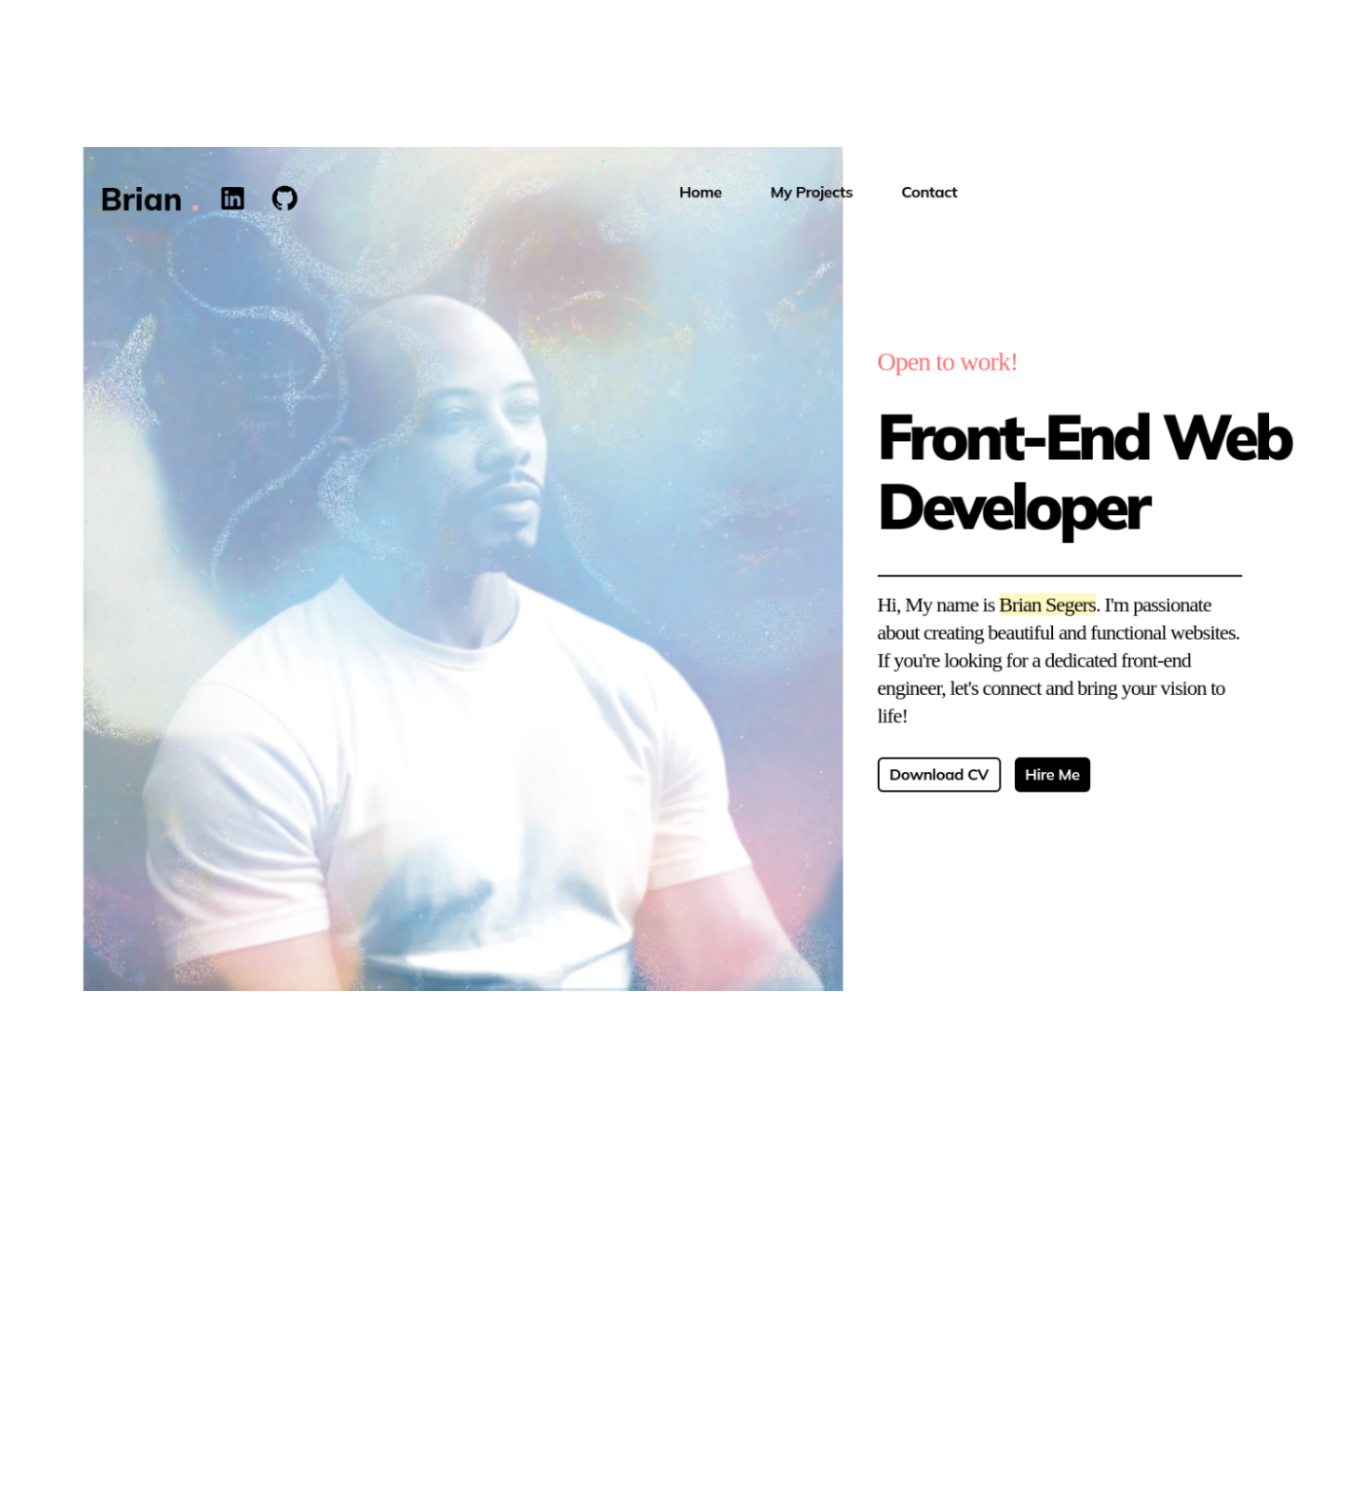 Brian .
Home My Projects Contact
Open to work!
Front-End Web
Developer
Hi, My name is Brian Segers. I'm passionate
about creating beautiful and functional websites.
If you're looking for a dedicated front-end
engineer, let's connect and bring your vision to
life!
Download CV Hire Me